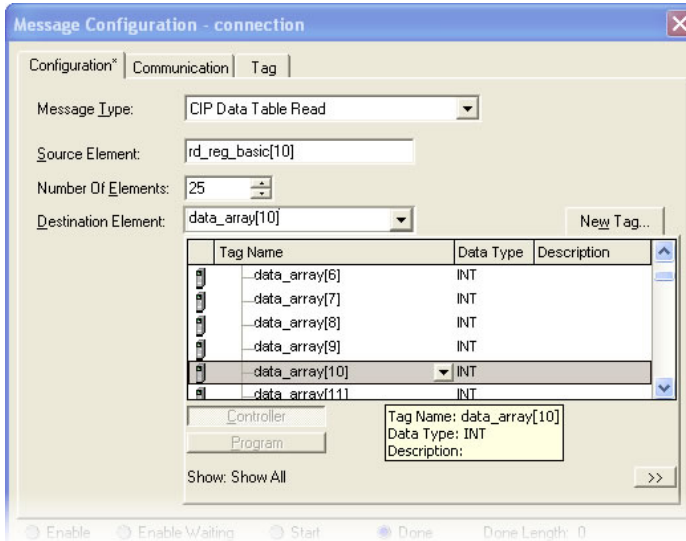 Message Configuration - connection
Configuration* Communication Tag
Message Type: CIP Data Table Read
Source Element: rd_reg_basic[10]
Number Of Elements: 25
Destination Element: data_array[10] New Tag...
Tag Name Data Type Description
data_array[6] INT
data_array[7] INT
data_array[8] INT
data_array[9] INT
data_array[10] INT
data_array[11] INT
Controller
Program
Tag Name: data_array[10]
Data Type: INT
Description:
Show: Show All >>
Enable Enable Waiting Start Done Done Length: 0